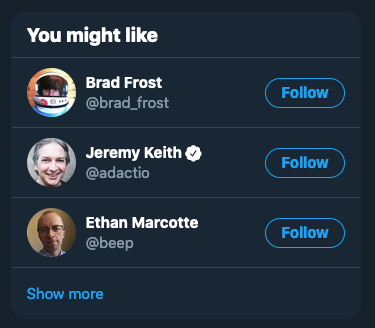 You might like
Brad Frost
@brad_frost
Follow
Jeremy Keith
@adactio
Follow
Ethan Marcotte
@beep
Follow
Show more